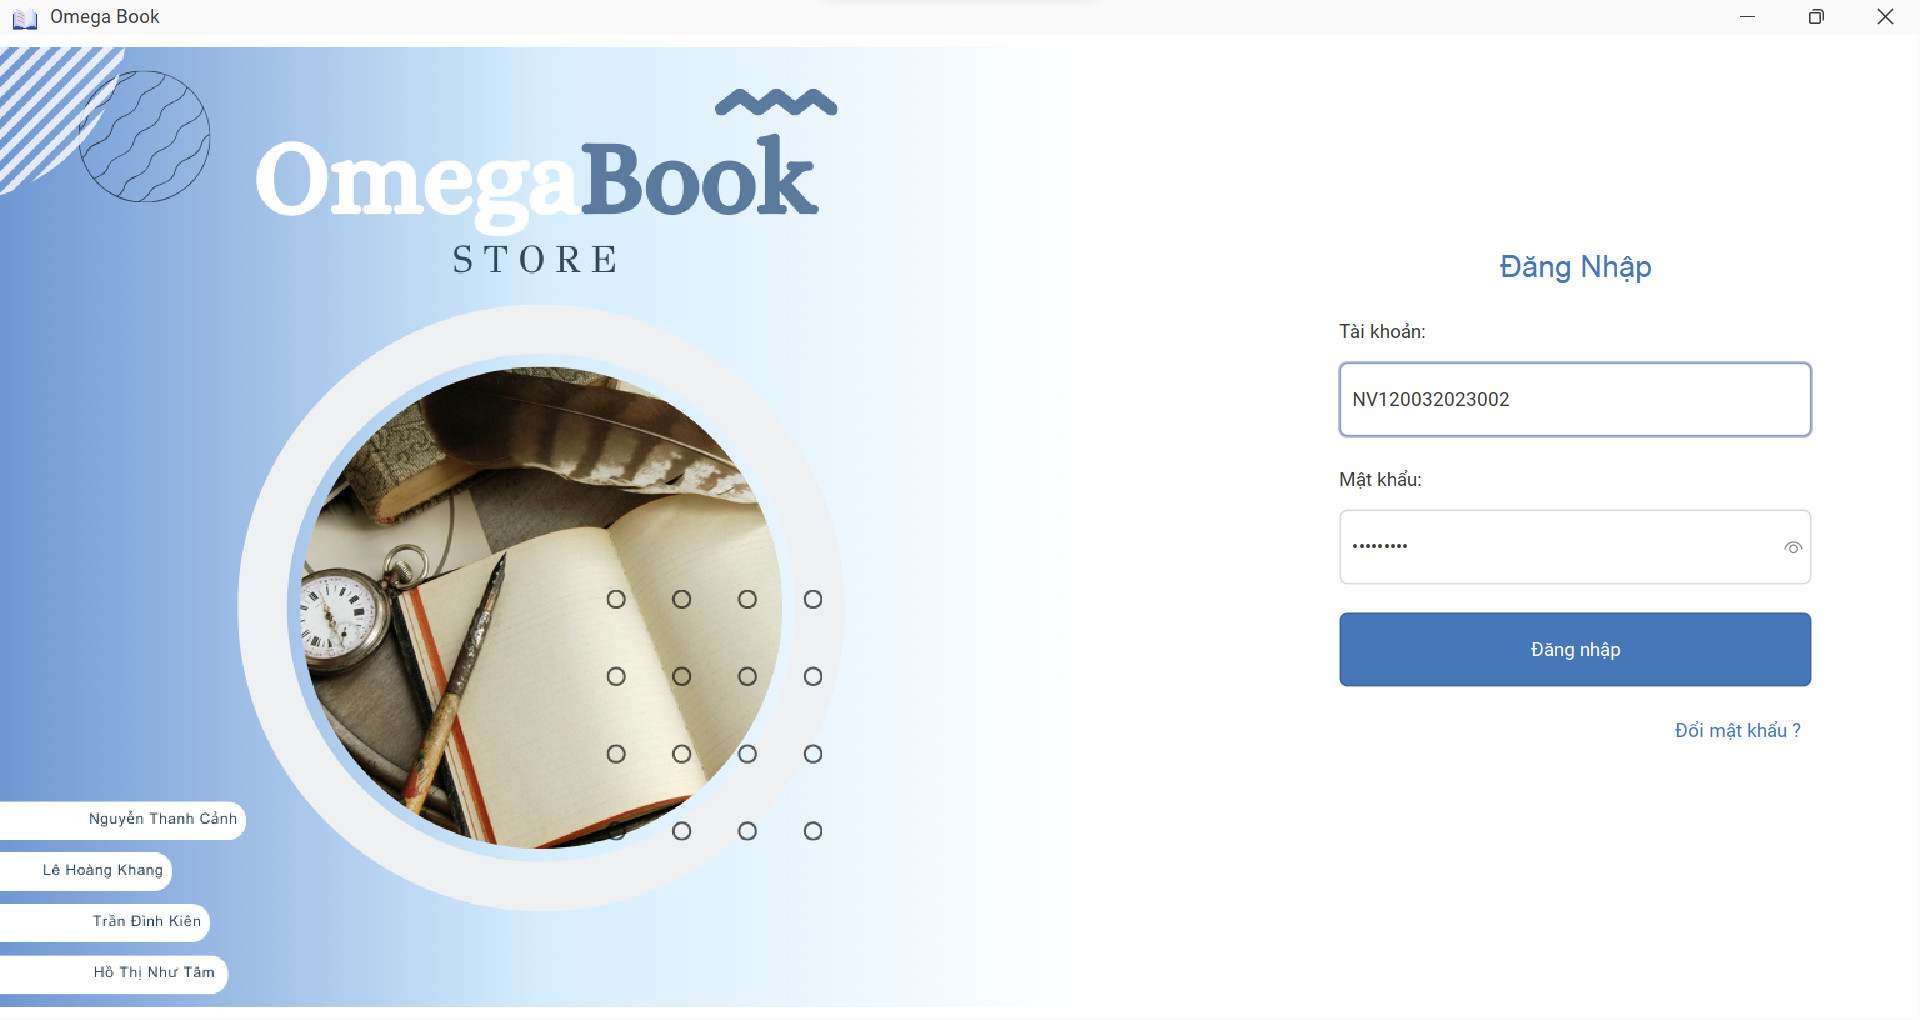 Omega Book
OmegaBook
STORE
Nguyễn Thanh Cảnh
Lê Hoàng Khang
Trần Đình Kiên
Hồ Thị Như Tâm
Đăng Nhập
Tài khoản:
NV120032023002
Mật khẩu:
•••••••••
Đăng nhập
Đổi mật khẩu ?